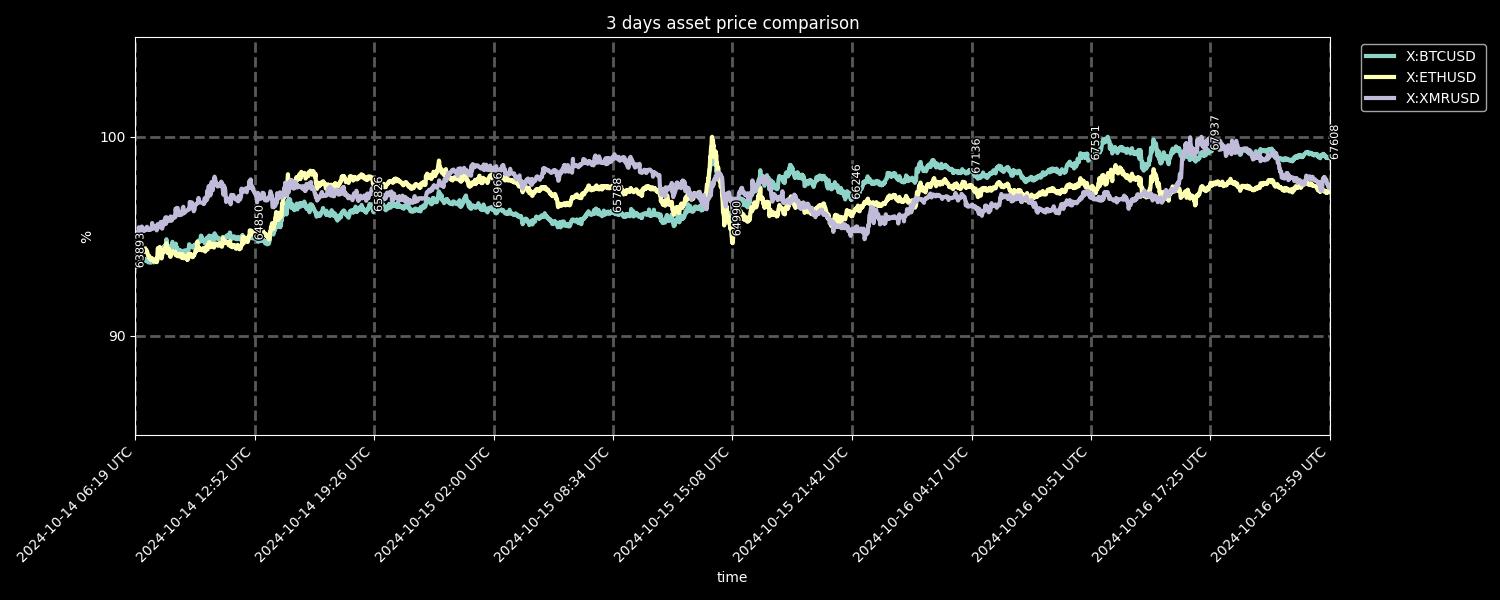 3 days asset price comparison
X:BTCUSD
X:ETHUSD
X:XMRUSD
100
90
%
63893
64850
65826
65966
65788
64990
66246
67136
67591
67937
67608
2024-10-14 06:19 UTC
2024-10-14 12:52 UTC
2024-10-14 19:26 UTC
2024-10-15 02:00 UTC
2024-10-15 08:34 UTC
2024-10-15 15:08 UTC
2024-10-15 21:42 UTC
2024-10-16 04:17 UTC
2024-10-16 10:51 UTC
2024-10-16 17:25 UTC
2024-10-16 23:59 UTC
time